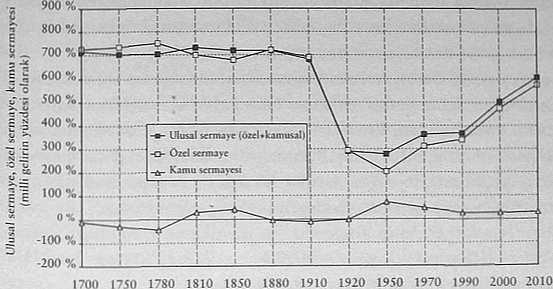 Ulusal sermaye, özel sermaye, kamu sermayesi
(milli gelirin yüzdesi olarak)
900 %
800 %
700 %
600 %
500 %
400 %
300 %
200 %
100 %
0 %
-100 %
-200 %
Ulusal sermaye (özel+kamusal)
Özel sermaye
Kamu sermayesi
1700 1750 1780 1810 1850 1880 1910 1920 1950 1970 1990 2000 2010